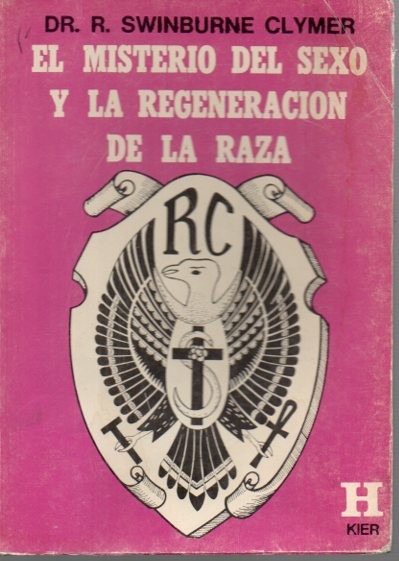 DR. R. SWINBURNE CLYMER
EL MISTERIO DEL SEXO
Y LA REGENERACION
DE LA RAZA
RC
H
KIER